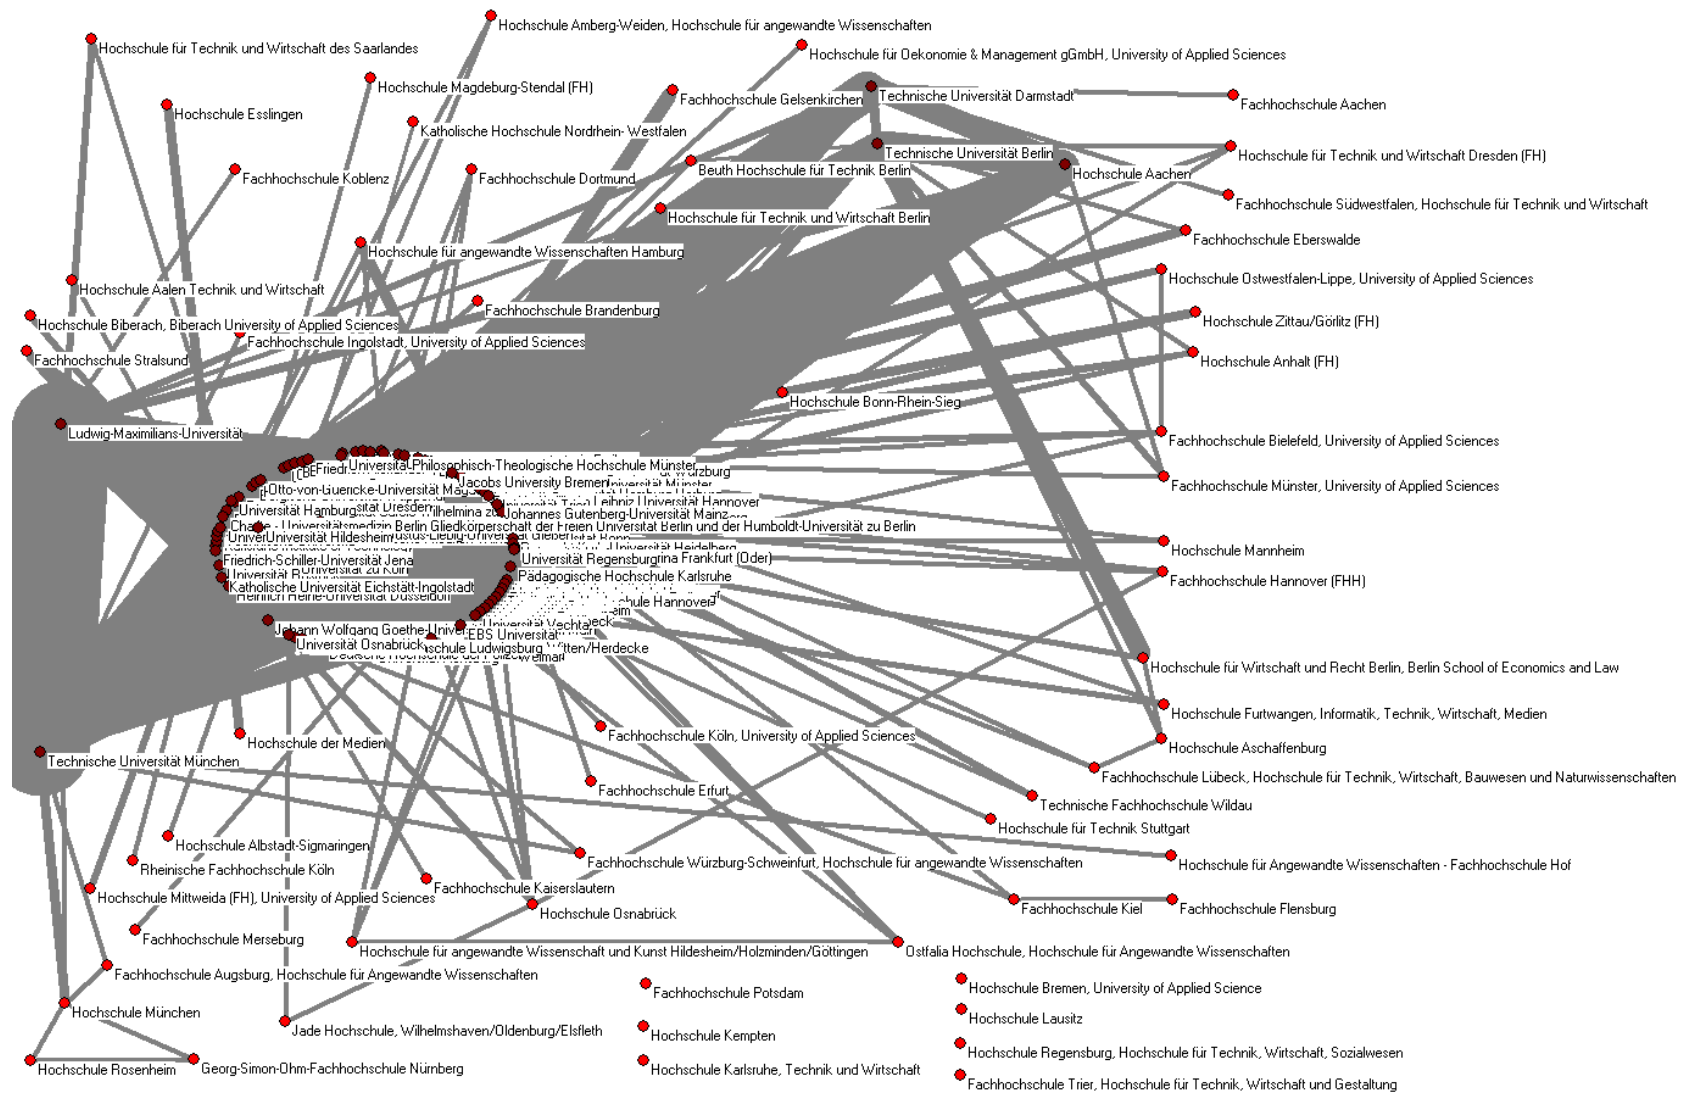 Hochschule Amberg-Weiden, Hochschule für angewandte Wissenschaften
Hochschule für Technik und Wirtschaft des Saarlandes
Hochschule für Oekonomie & Management gGmbH, University of Applied Sciences
Hochschule Magdeburg-Stendal (FH)
Fachhochschule Gelsenkirchen
Technische Universität Darmstadt
Fachhochschule Aachen
Hochschule Esslingen
Katholische Hochschule Nordrhein- Westfalen
Technische Universität Berlin
Hochschule für Technik und Wirtschaft Dresden (FH)
Fachhochschule Koblenz
Fachhochschule Dortmund
Beuth Hochschule für Technik Berlin
Hochschule Aachen
Fachhochschule Südwestfalen, Hochschule für Technik und Wirtschaft
Hochschule für Technik und Wirtschaft Berlin
Fachhochschule Eberswalde
Hochschule für angewandte Wissenschaften Hamburg
Hochschule Ostwestfalen-Lippe, University of Applied Sciences
Hochschule Aalen Technik und Wirtschaft
Fachhochschule Brandenburg
Hochschule Zittau/Görlitz (FH)
Hochschule Biberach, Biberach University of Applied Sciences
Fachhochschule Ingolstadt, University of Applied Sciences
Fachhochschule Stralsund
Hochschule Anhalt (FH)
Hochschule Bonn-Rhein-Sieg
Ludwig-Maximilians-Universität
Fachhochschule Bielefeld, University of Applied Sciences
Philosophisch-Theologische Hochschule Münster
Jacobs University Bremen
Fachhochschule Münster, University of Applied Sciences
Otto-von-Guericke-Universität
Leibniz Universität Hannover
Universität Hamburg
Johannes Gutenberg-Universität Mainz
Universitätsmedizin Berlin Gliedkörperschaft der Freien Universität Berlin und der Humboldt-Universität zu Berlin
Universität Hildesheim
Hochschule Mannheim
Friedrich-Schiller-Universität Jena
Universität Regensburg
Frankfurt (Oder)
Pädagogische Hochschule Karlsruhe
Fachhochschule Hannover (FHH)
Katholische Universität Eichstätt-Ingolstadt
Heinrich Heine-Universität Düsseldorf
Universität Vechta
Johann Wolfgang Goethe-
EBS Universität
Universität Osnabrück
Ludwigsburg
Witten/Herdecke
Hochschule für Wirtschaft und Recht Berlin, Berlin School of Economics and Law
Hochschule Furtwangen, Informatik, Technik, Wirtschaft, Medien
Hochschule der Medien
Fachhochschule Köln, University of Applied Sciences
Hochschule Aschaffenburg
Technische Universität München
Fachhochschule Lübeck, Hochschule für Technik, Wirtschaft, Bauwesen und Naturwissenschaften
Fachhochschule Erfurt
Technische Fachhochschule Wildau
Hochschule für Technik Stuttgart
Hochschule Albstadt-Sigmaringen
Fachhochschule Würzburg-Schweinfurt, Hochschule für angewandte Wissenschaften
Hochschule für Angewandte Wissenschaften - Fachhochschule Hof
Rheinische Fachhochschule Köln
Fachhochschule Kaiserslautern
Hochschule Mittweida (FH), University of Applied Sciences
Hochschule Osnabrück
Fachhochschule Kiel
Fachhochschule Flensburg
Fachhochschule Merseburg
Hochschule für angewandte Wissenschaft und Kunst Hildesheim/Holzminden/Göttingen
Ostfalia Hochschule, Hochschule für Angewandte Wissenschaften
Fachhochschule Augsburg, Hochschule für Angewandte Wissenschaften
Fachhochschule Potsdam
Hochschule Bremen, University of Applied Science
Hochschule München
Hochschule Lausitz
Jade Hochschule, Wilhelmshaven/Oldenburg/Elsfleth
Hochschule Kempten
Hochschule Regensburg, Hochschule für Technik, Wirtschaft, Sozialwesen
Hochschule Rosenheim
Georg-Simon-Ohm-Fachhochschule Nürnberg
Hochschule Karlsruhe, Technik und Wirtschaft
Fachhochschule Trier, Hochschule für Technik, Wirtschaft und Gestaltung